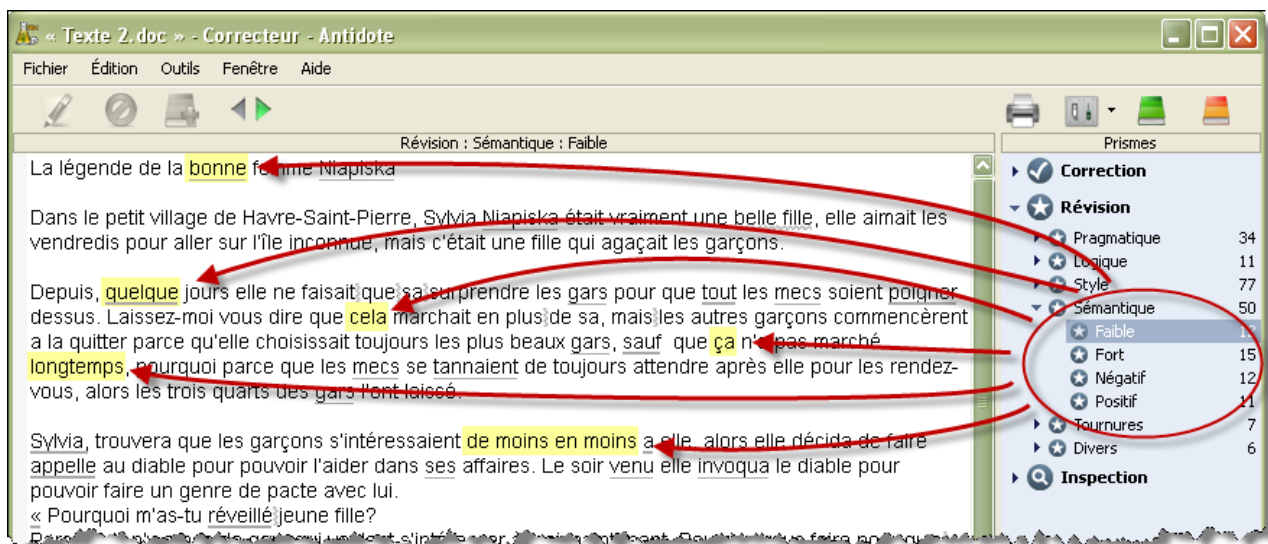 « Texte 2.doc » - Correcteur - Antidote
Fichier Édition Outils Fenêtre Aide
Révision : Sémantique : Faible
Prismes
La légende de la bonne femme Niapiska
Dans le petit village de Havre-Saint-Pierre, Sylvia Niapiska était vraiment une belle fille, elle aimait les
vendredis pour aller sur l'île inconnue, mais c'était une fille qui agaçait les garçons.
Depuis, quelque jours elle ne faisait que sa surprendre les gars pour que tout les mecs soient poigner
dessus. Laissez-moi vous dire que cela marchait en plus de sa, mais les autres garçons commencèrent
a la quitter parce qu'elle choisissait toujours les plus beaux gars, sauf que ça n'a pas marché
longtemps, pourquoi parce que les mecs se tannaient de toujours attendre après elle pour les rendez-
vous, alors les trois quarts des gars l'ont laissé.
Sylvia, trouvera que les garçons s'intéressaient de moins en moins a elle, alors elle décida de faire
appelle au diable pour pouvoir l'aider dans ses affaires. Le soir venu elle invoqua le diable pour
pouvoir faire un genre de pacte avec lui.
« Pourquoi m'as-tu réveillé jeune fille?
Correction
Révision
Pragmatique 34
Logique 11
Style 77
Sémantique 50
Faible
Fort 15
Négatif 12
Positif 11
Tournures 7
Divers 6
Inspection